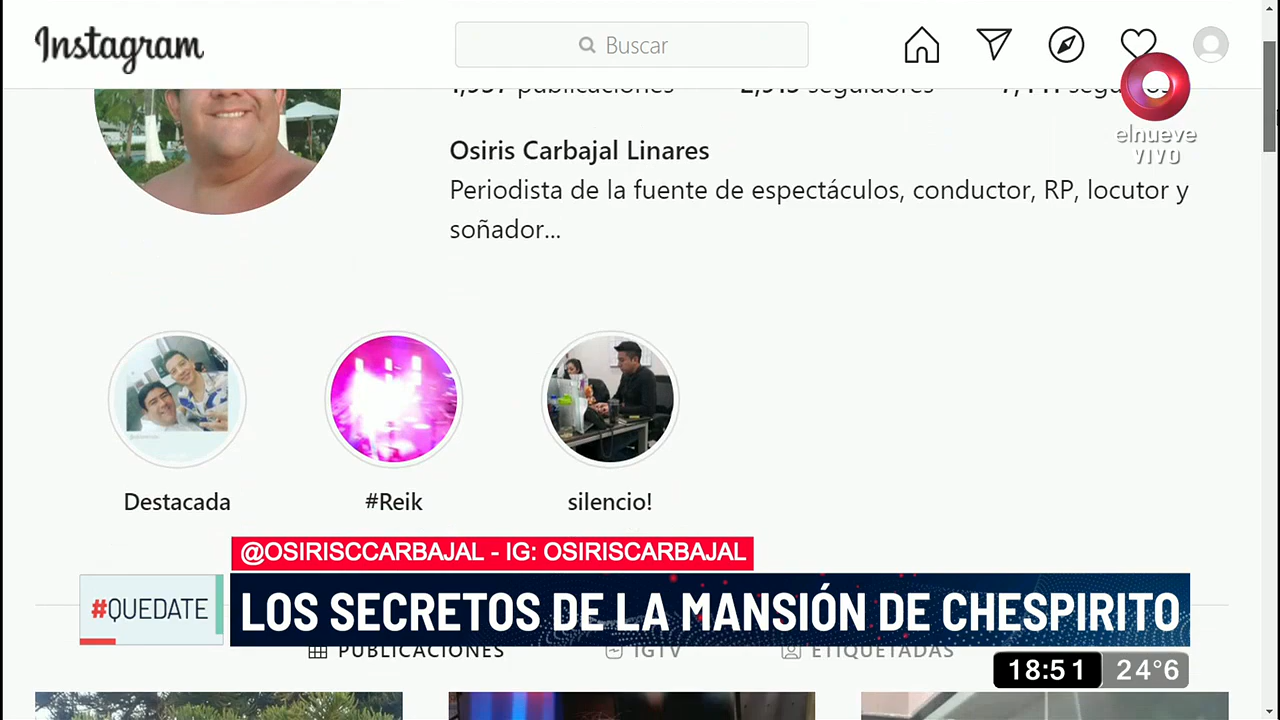 Instagram
Buscar
publicaciones
seguidores
elnueve
VIVO
Osiris Carbajal Linares
Periodista de la fuente de espectáculos, conductor, RP, locutor y
soñador...
Destacada
#Reik
silencio!
@OSIRISCCARBAJAL - IG: OSIRISCARBAJAL
#QUEDATE
LOS SECRETOS DE LA MANSIÓN DE CHESPIRITO
PUBLICACIONES
IGTV
ETIQUETADAS
18:51
24°6